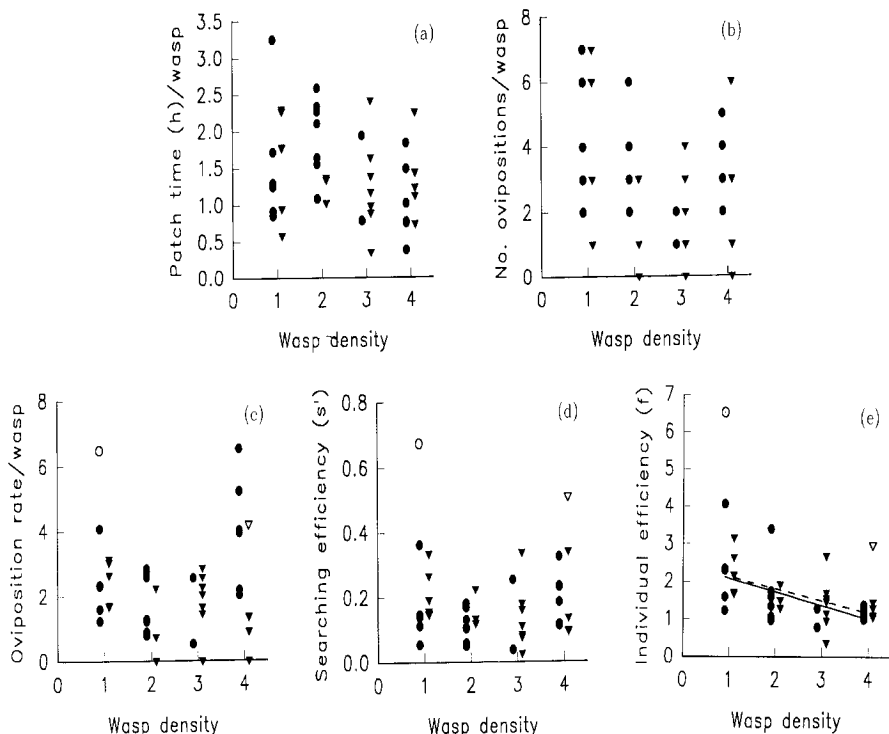 (a)
Patch time (h)/wasp
3.5
3.0
2.5
2.0
1.5
1.0
0.5
0.0
0 1 2 3 4
Wasp density
(b)
No. ovipositions/wasp
8
6
4
2
0
0 1 2 3 4
Wasp density
(c)
Oviposition rate/wasp
8
6
4
2
0
0 1 2 3 4
Wasp density
(d)
Searching efficiency (s')
0.8
0.6
0.4
0.2
0.0
0 1 2 3 4
Wasp density
(e)
Individual efficiency (f)
7
6
5
4
3
2
1
0
0 1 2 3 4
Wasp density